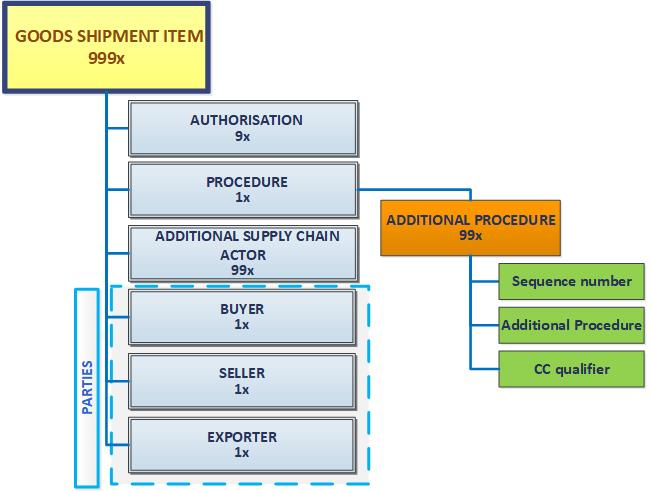 GOODS SHIPMENT ITEM
999x
AUTHORISATION
9x
PROCEDURE
1x
ADDITIONAL PROCEDURE
99x
Sequence number
Additional Procedure
CC qualifier
ADDITIONAL SUPPLY CHAIN
ACTOR
99x
PARTIES
BUYER
1x
SELLER
1x
EXPORTER
1x